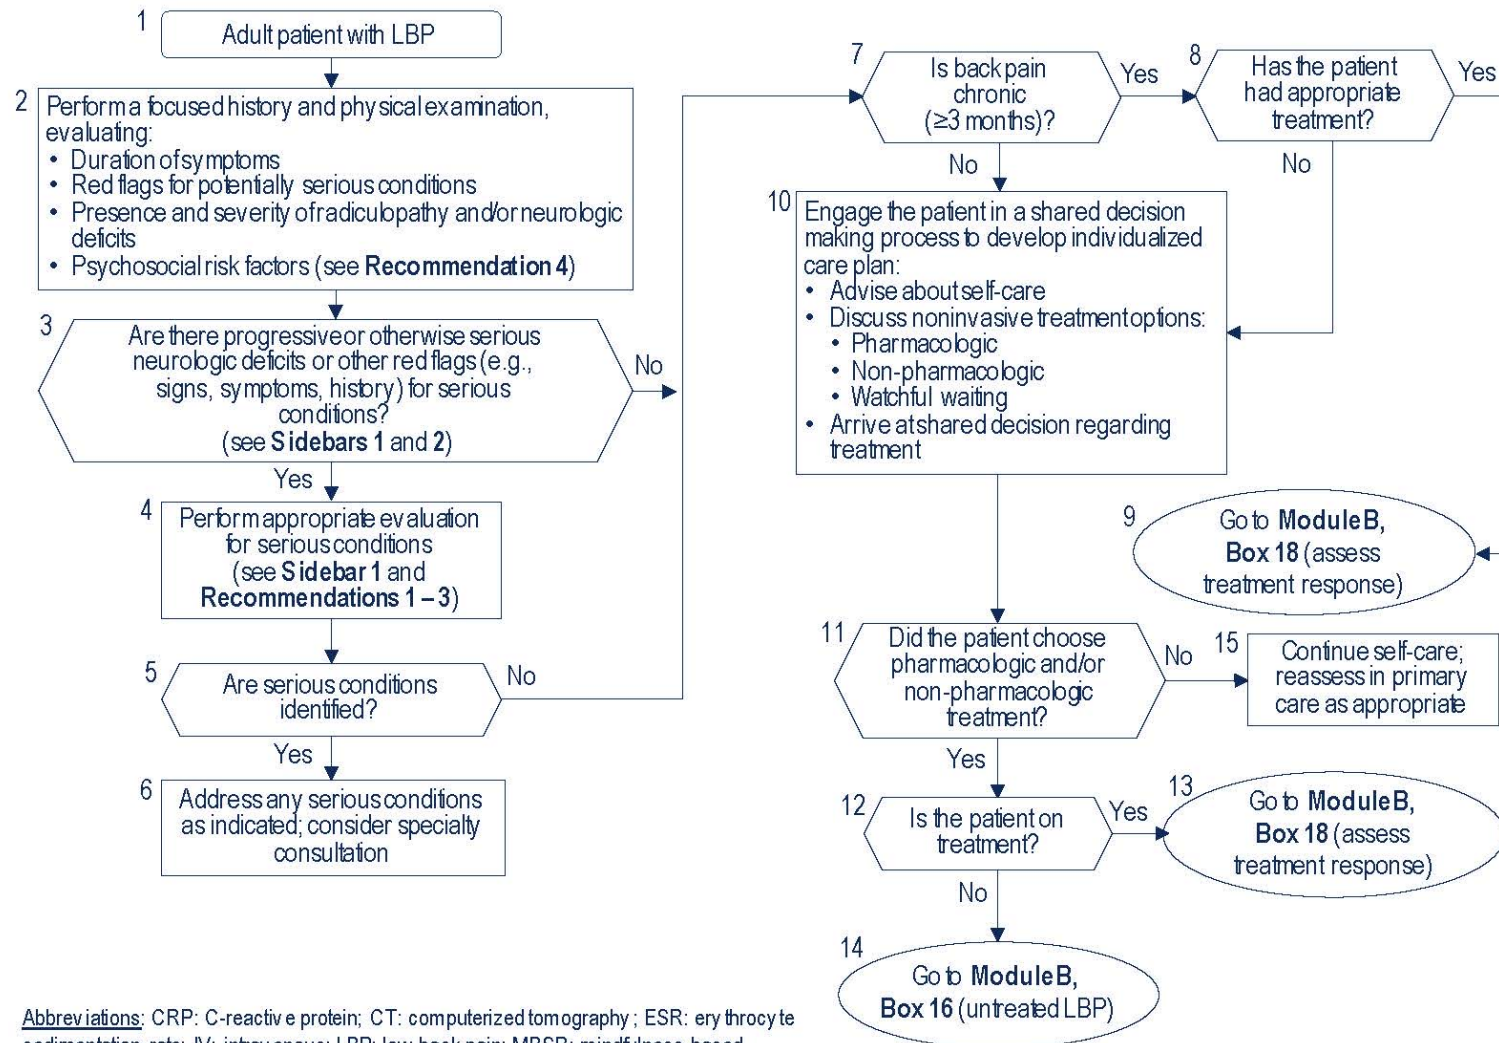 1
Adult patient with LBP
2
Perform a focused history and physical examination,
evaluating:
• Duration of symptoms
• Red flags for potentially serious conditions
• Presence and severity of radiculopathy and/or neurologic
deficits
• Psychosocial risk factors (see Recommendation 4)
3
Are there progressive or otherwise serious
neurologic deficits or other red flags (e.g.,
signs, symptoms, history) for serious
conditions?
(see Sidebars 1 and 2)
No
Yes
4
Perform appropriate evaluation
for serious conditions
(see Sidebar 1 and
Recommendations 1 – 3)
5
Are serious conditions
identified?
No
Yes
6
Address any serious conditions
as indicated; consider specialty
consultation
7
Is back pain
chronic
(≥3 months)?
Yes
No
8
Has the patient
had appropriate
treatment?
Yes
No
10
Engage the patient in a shared decision
making process to develop individualized
care plan:
• Advise about self-care
• Discuss noninvasive treatment options:
• Pharmacologic
• Non-pharmacologic
• Watchful waiting
• Arrive at shared decision regarding
treatment
9
Go to Module B,
Box 18 (assess
treatment response)
11
Did the patient choose
pharmacologic and/or
non-pharmacologic
treatment?
No
Yes
15
Continue self-care;
reassess in primary
care as appropriate
12
Is the patient on
treatment?
Yes
No
13
Go to Module B,
Box 18 (assess
treatment response)
14
Go to Module B,
Box 16 (untreated LBP)
Abbreviations: CRP: C-reactive protein; CT: computerized tomography; ESR: erythrocyte
sedimentation rate; IV: intravenous; LBP: low back pain; MBSR: mindfulness-based